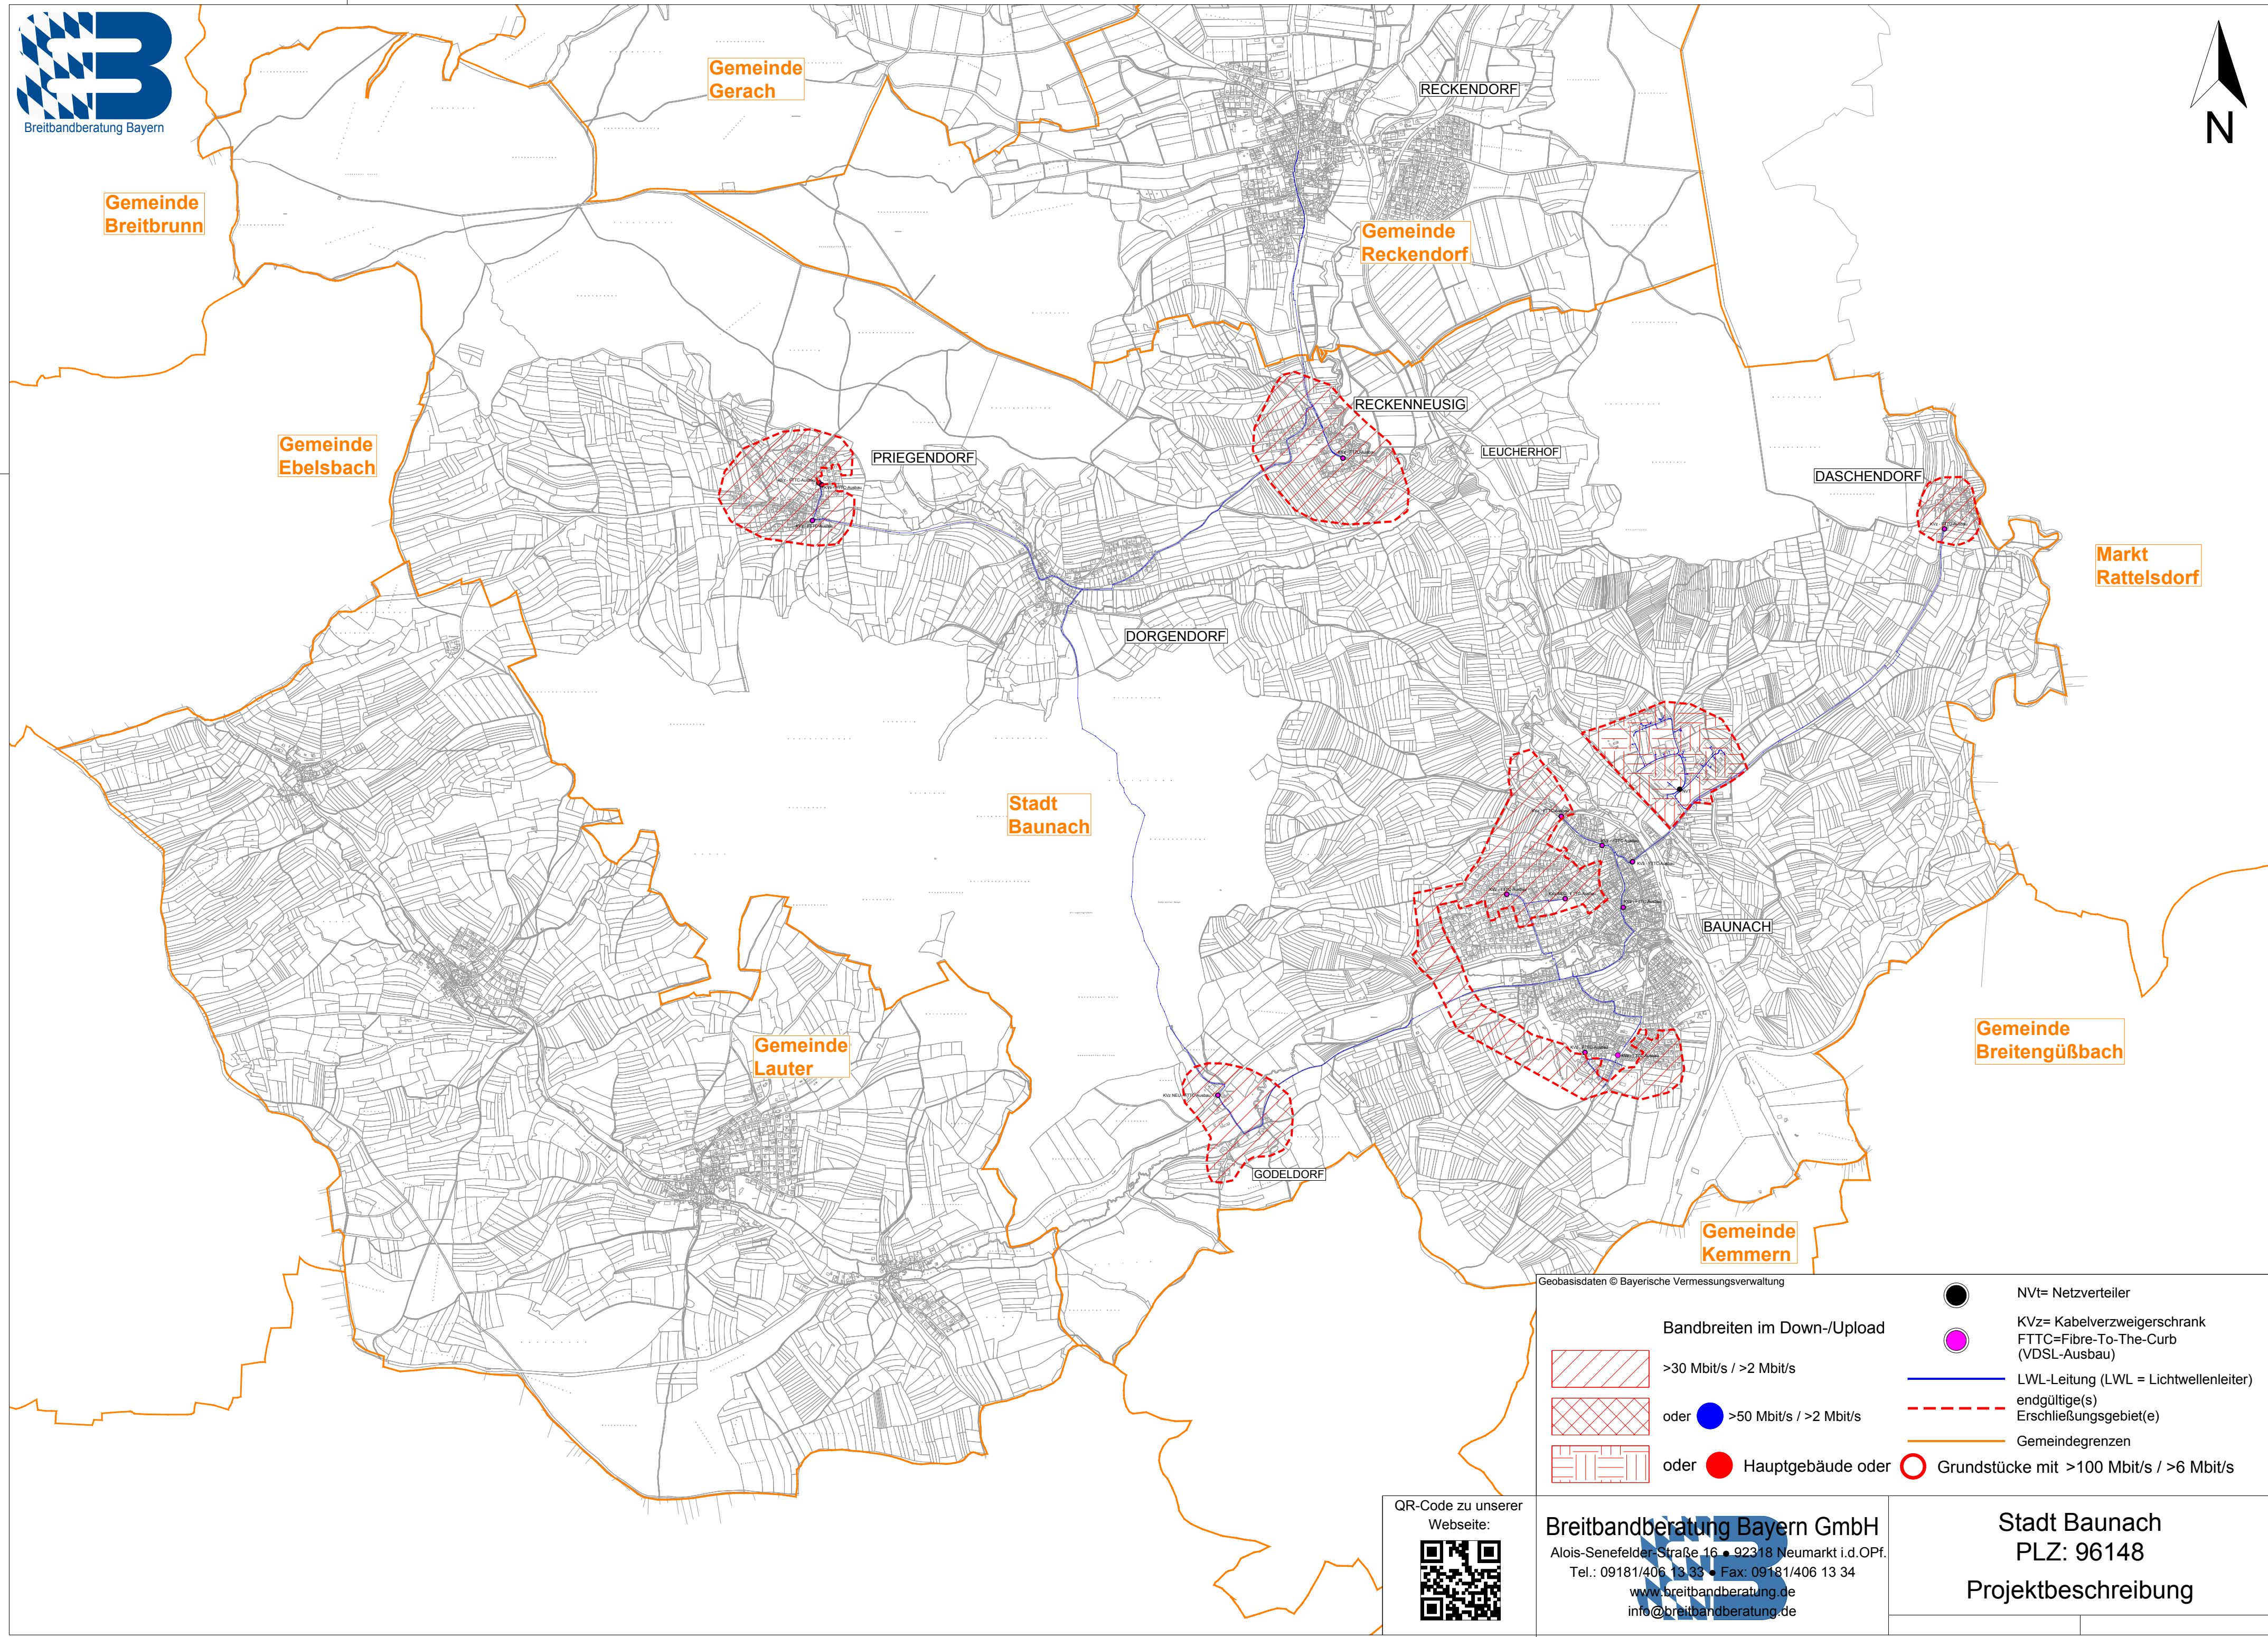 Breitbandberatung Bayern
Gemeinde
Gerach
RECKENDORF
N
Gemeinde
Breitbrunn
Gemeinde
Reckendorf
RECKENNEUSIG
Gemeinde
Ebelsbach
PRIEGENDORF
LEUCHERHOF
DASCHENDORF
Markt
Rattelsdorf
DORGENDORF
Stadt
Baunach
BAUNACH
Gemeinde
Lauter
Gemeinde
Breitengüßbach
KVz NEU - FTTC-Ausbau
GODELDORF
Gemeinde
Kemmern
Geobasisdaten © Bayerische Vermessungsverwaltung
Bandbreiten im Down-/Upload
>30 Mbit/s / >2 Mbit/s
oder >50 Mbit/s / >2 Mbit/s
oder Hauptgebäude oder Grundstücke mit >100 Mbit/s / >6 Mbit/s
NVt= Netzverteiler
KVz= Kabelverzweigerschrank
FTTC=Fibre-To-The-Curb
(VDSL-Ausbau)
LWL-Leitung (LWL = Lichtwellenleiter)
endgültige(s)
Erschließungsgebiet(e)
Gemeindegrenzen
QR-Code zu unserer
Webseite:
Breitbandberatung Bayern GmbH
Alois-Senefelder-Straße 16 ● 92318 Neumarkt i.d.OPf.
Tel.: 09181/406 13 33 ● Fax: 09181/406 13 34
www.breitbandberatung.de
info@breitbandberatung.de
Stadt Baunach
PLZ: 96148
Projektbeschreibung